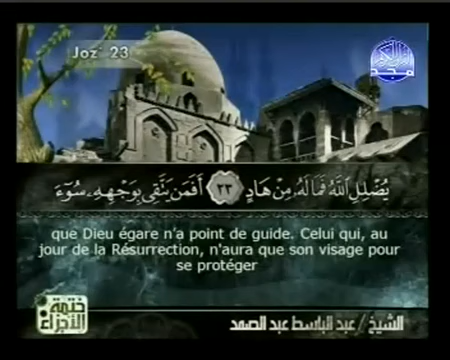 Joz' 23
المجد
يُضْلِلِ اللَّهُ فَمَا لَهُ مِنْ هَادٍ ٢٣ أَفَمَن يَتَّقِي بِوَجْهِهِ سُوٓءَ
que Dieu égare n'a point de guide. Celui qui, au
jour de la Résurrection, n'aura que son visage pour
se protéger
ختمة
الأجزاء
الشيخ / عبد الباسط عبد الصمد